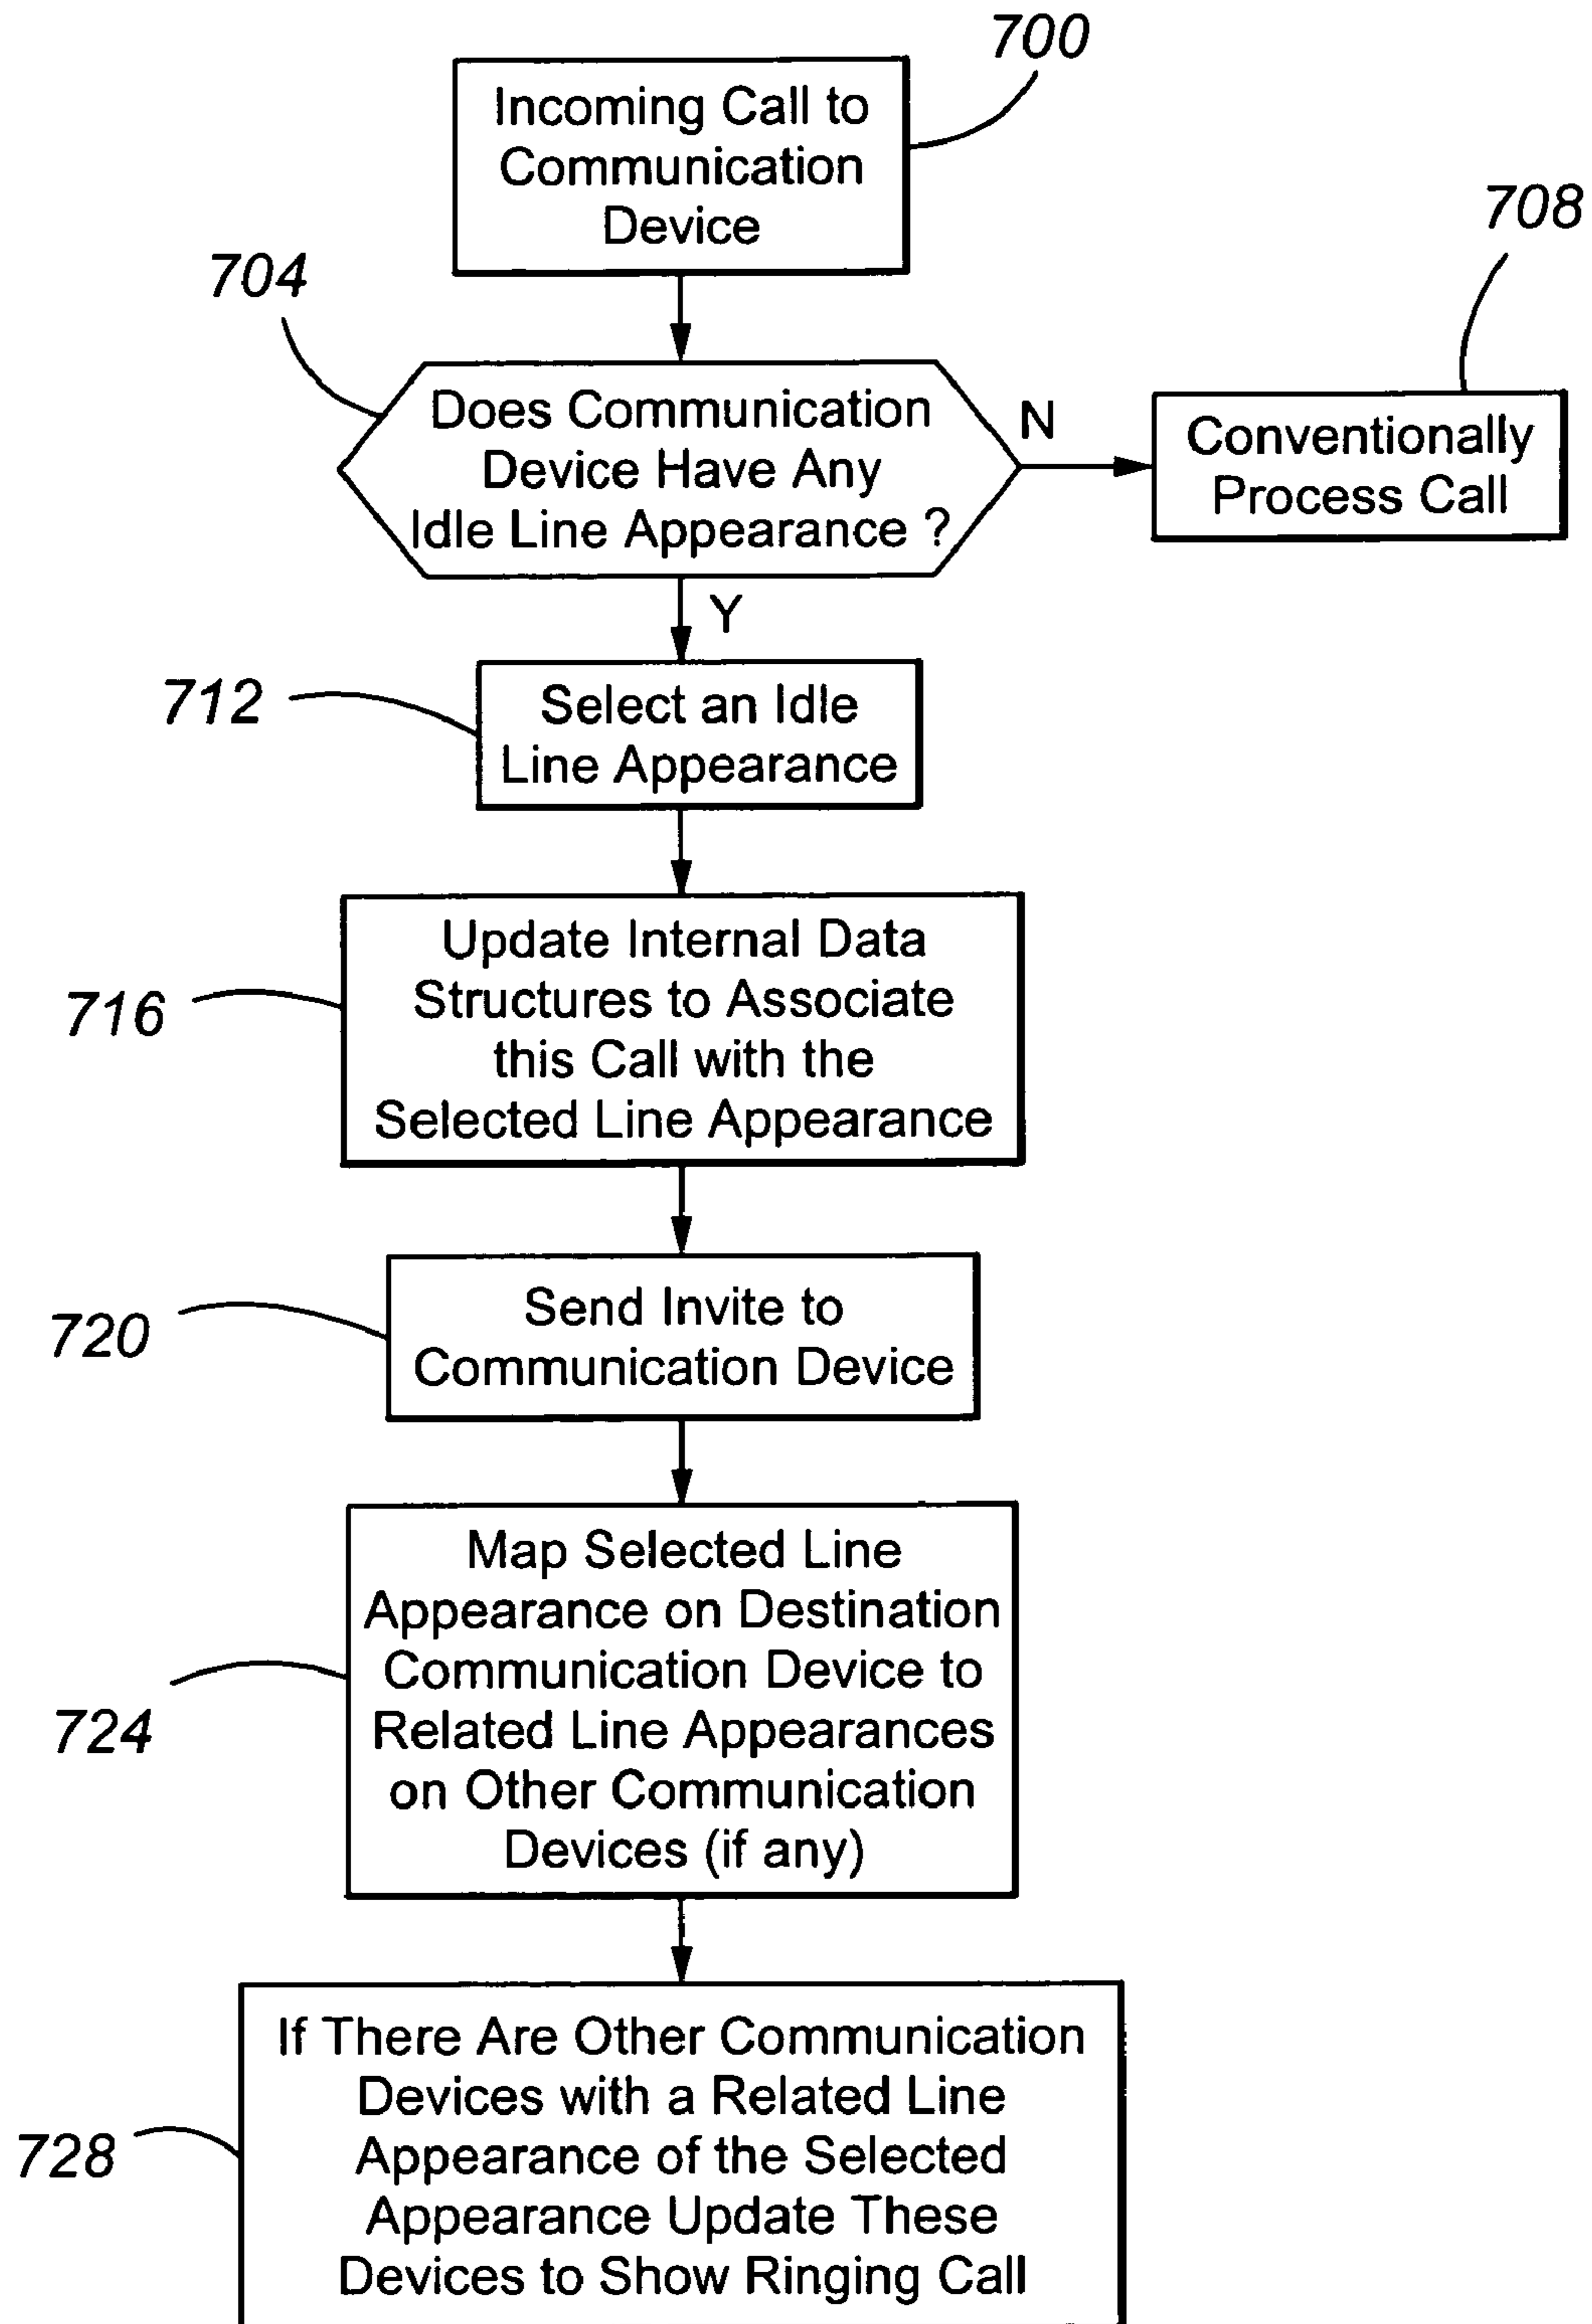 700
Incoming Call to
Communication
Device
704
Does Communication
Device Have Any
Idle Line Appearance ?
N
708
Conventionally
Process Call
Y
712
Select an Idle
Line Appearance
716
Update Internal Data
Structures to Associate
this Call with the
Selected Line Appearance
720
Send Invite to
Communication Device
724
Map Selected Line
Appearance on Destination
Communication Device to
Related Line Appearances
on Other Communication
Devices (if any)
728
If There Are Other Communication
Devices with a Related Line
Appearance of the Selected
Appearance Update These
Devices to Show Ringing Call